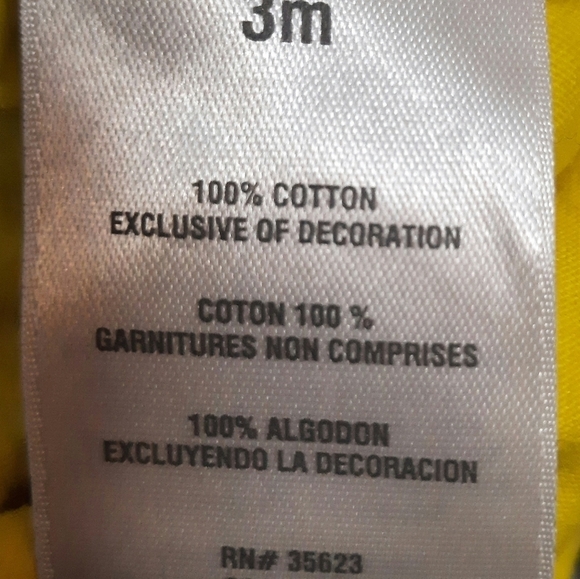 3m
100% COTTON
EXCLUSIVE OF DECORATION
COTON 100 %
GARNITURES NON COMPRISES
100% ALGODON
EXCLUYENDO LA DECORACION
RN# 35623